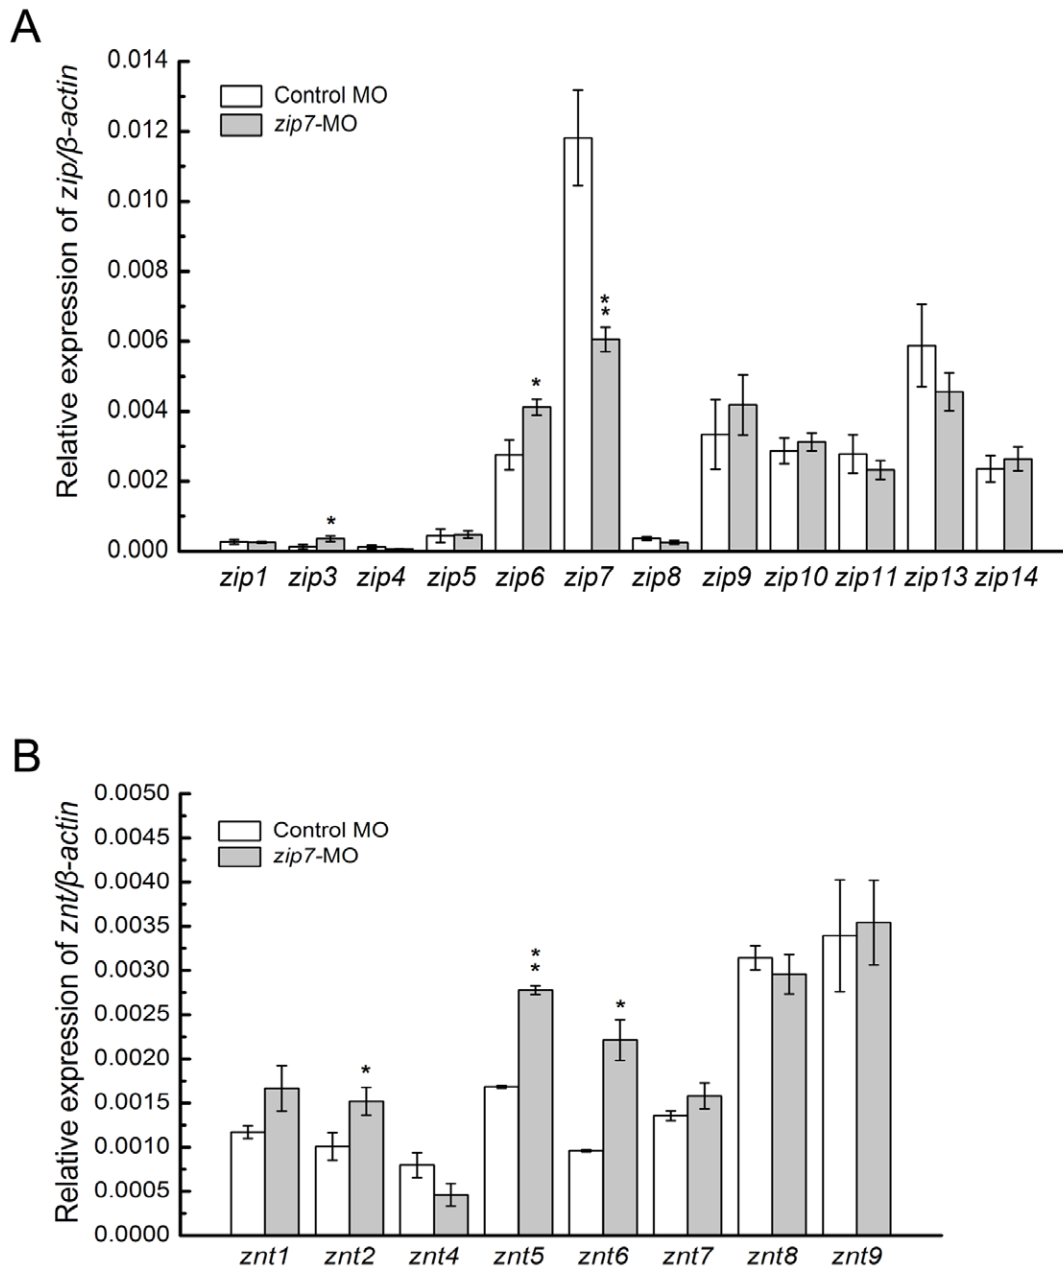 A
Relative expression of zip/β-actin
0.014
0.012
0.010
0.008
0.006
0.004
0.002
0.000
Control MO
zip7-MO
*
*
*
*
zip1 zip3 zip4 zip5 zip6 zip7 zip8 zip9 zip10 zip11 zip13 zip14
B
Relative expression of znt/β-actin
0.0050
0.0045
0.0040
0.0035
0.0030
0.0025
0.0020
0.0015
0.0010
0.0005
0.0000
Control MO
zip7-MO
*
*
*
*
znt1 znt2 znt4 znt5 znt6 znt7 znt8 znt9